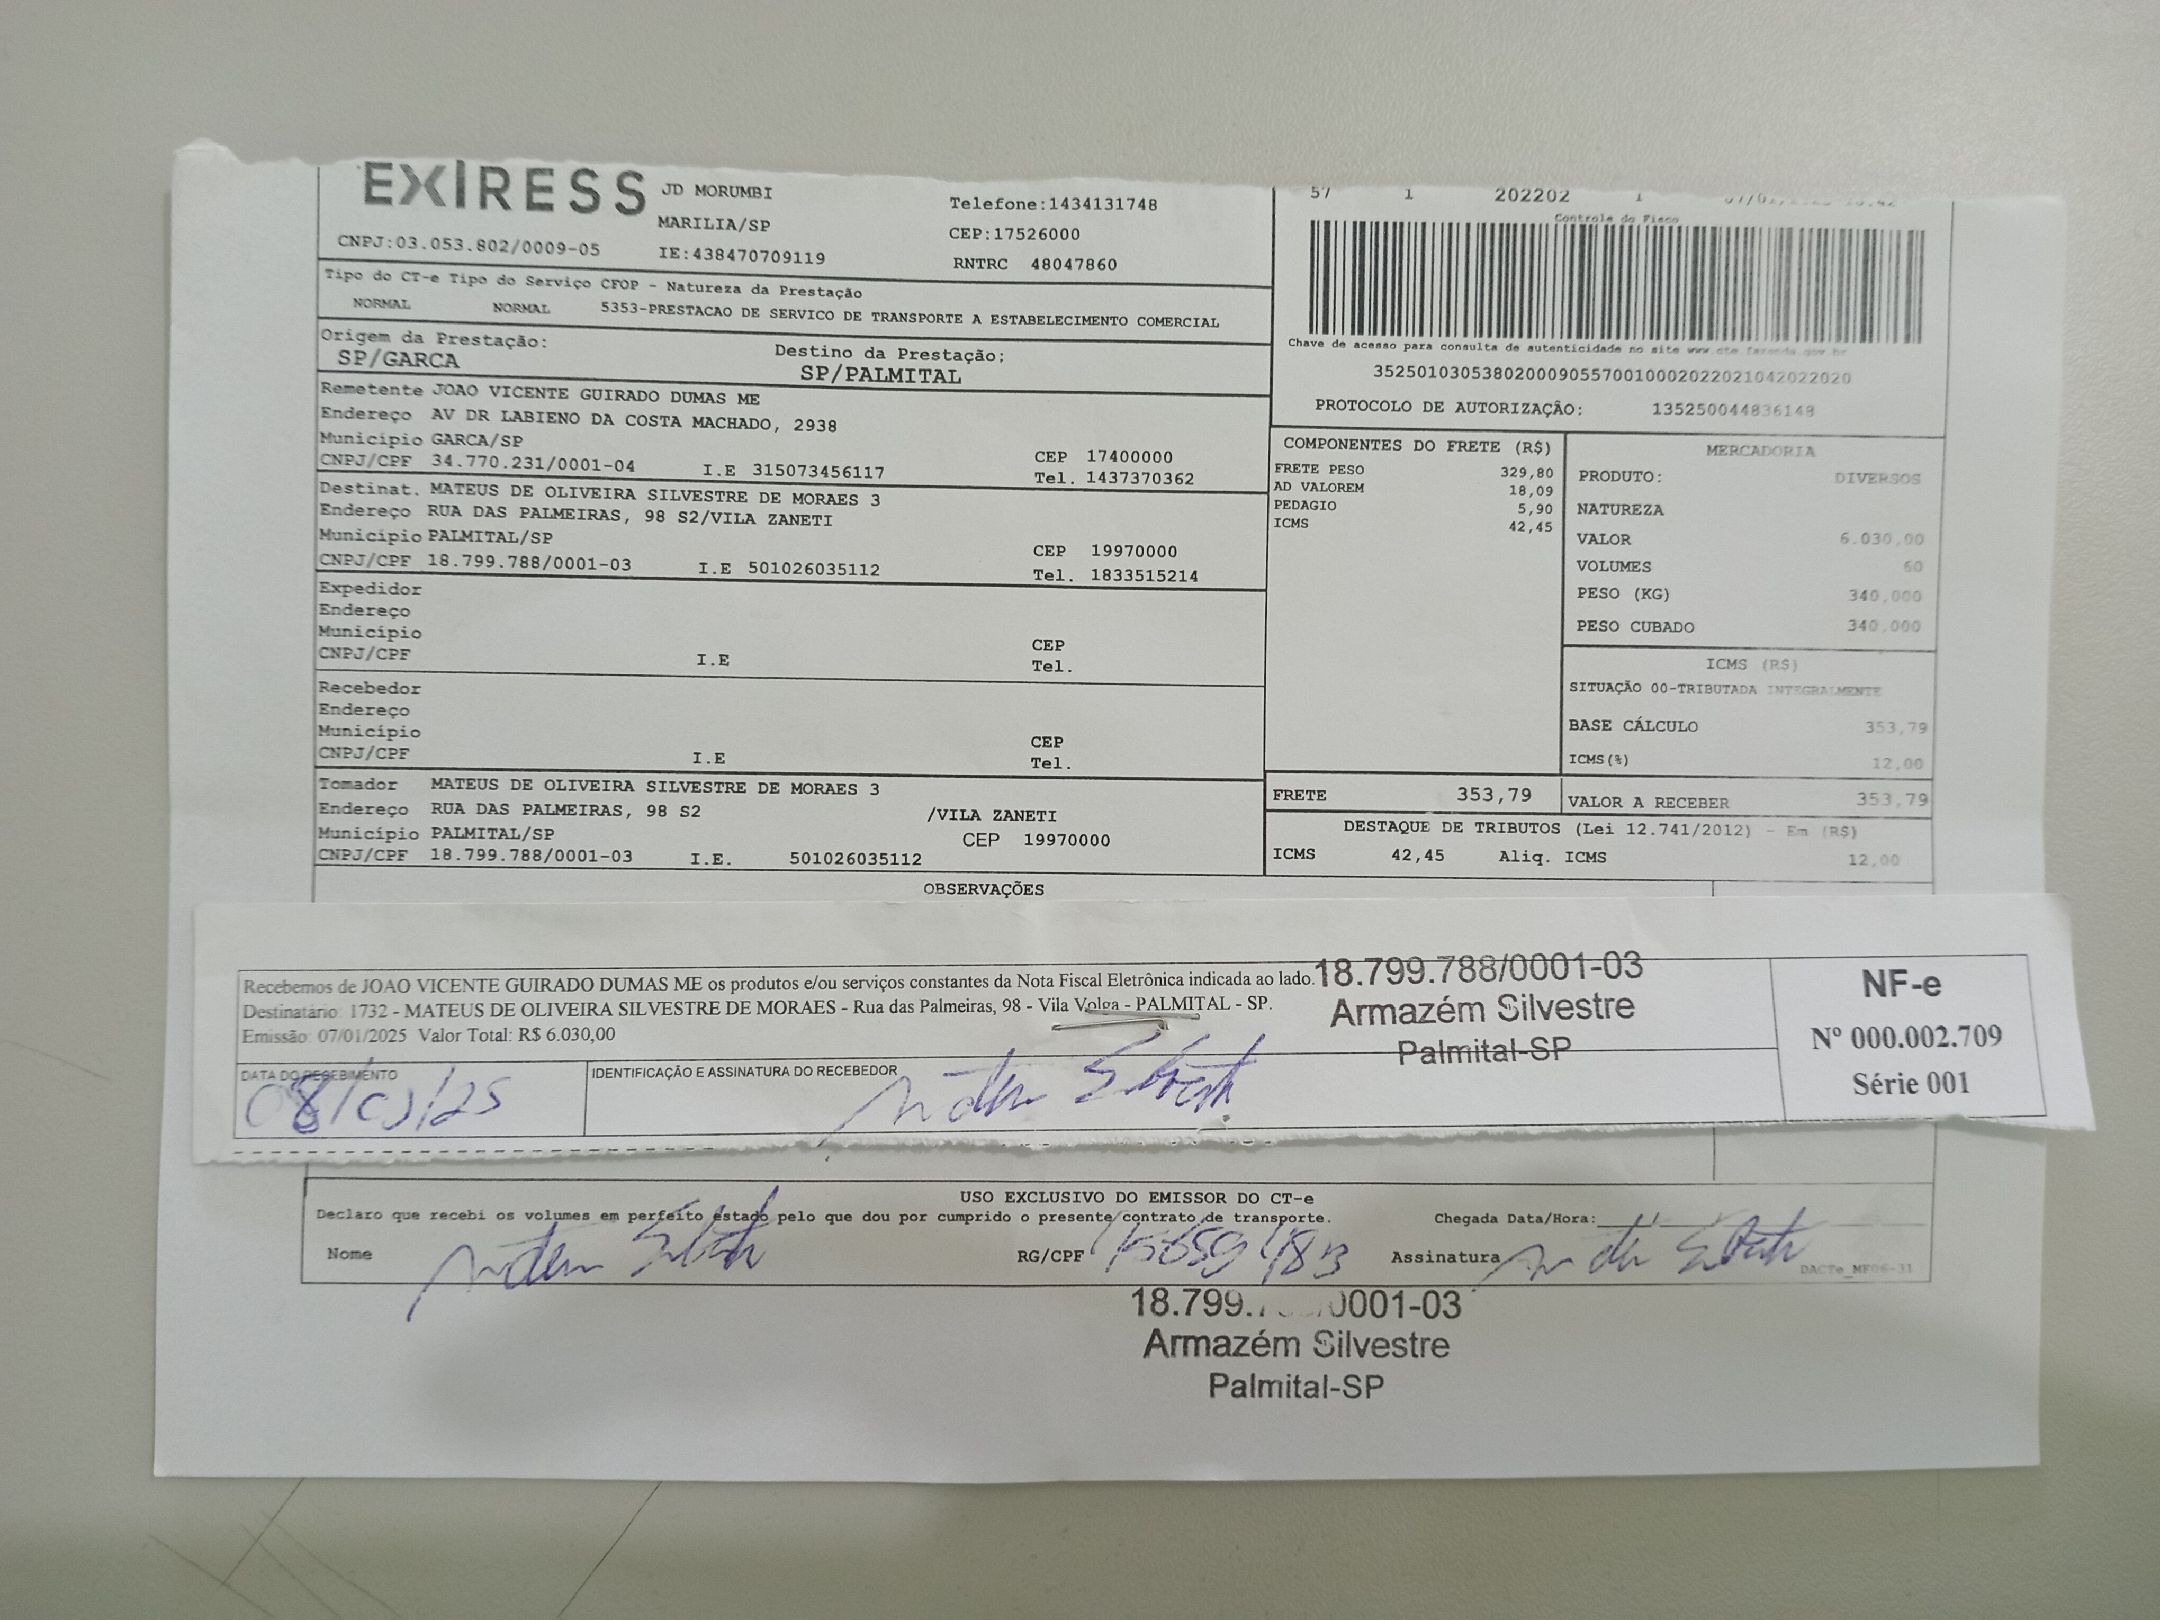 EXIRESS
JD MORUMBI
MARILIA/SP
CNPJ:03.053.802/0009-05
IE:438470709119
Telefone:1434131748
CEP:17526000
RNTRC 48047860
57 1 202202 1
Controle do Fisco
Chave de acesso para consulta de autenticidade no site www.cte.fazenda.gov.br
35250103053802000905570010002022021042022020
PROTOCOLO DE AUTORIZAÇÃO: 135250044836148
Tipo do CT-e Tipo do Serviço CFOP - Natureza da Prestação
NORMAL NORMAL 5353-PRESTACAO DE SERVICO DE TRANSPORTE A ESTABELECIMENTO COMERCIAL
Origem da Prestação:
SP/GARCA
Destino da Prestação;
SP/PALMITAL
Remetente JOAO VICENTE GUIRADO DUMAS ME
Endereço AV DR LABIENO DA COSTA MACHADO, 2938
Município GARCA/SP
CEP 17400000
CNPJ/CPF 34.770.231/0001-04 I.E 315073456117 Tel. 1437370362
Destinat. MATEUS DE OLIVEIRA SILVESTRE DE MORAES 3
Endereço RUA DAS PALMEIRAS, 98 S2/VILA ZANETI
Município PALMITAL/SP
CEP 19970000
CNPJ/CPF 18.799.788/0001-03 I.E 501026035112 Tel. 1833515214
Expedidor
Endereço
Município
CEP
CNPJ/CPF I.E Tel.
Recebedor
Endereço
Município
CEP
CNPJ/CPF I.E Tel.
Tomador MATEUS DE OLIVEIRA SILVESTRE DE MORAES 3
Endereço RUA DAS PALMEIRAS, 98 S2 /VILA ZANETI
Município PALMITAL/SP CEP 19970000
CNPJ/CPF 18.799.788/0001-03 I.E. 501026035112
COMPONENTES DO FRETE (R$)
FRETE PESO 329,80
AD VALOREM 18,09
PEDAGIO 5,90
ICMS 42,45
MERCADORIA
PRODUTO: DIVERSOS
NATUREZA
VALOR 6.030,00
VOLUMES 60
PESO (KG) 340,000
PESO CUBADO 340,000
ICMS (R$)
SITUAÇÃO 00-TRIBUTADA INTEGRALMENTE
BASE CÁLCULO 353,79
ICMS(%) 12,00
FRETE 353,79
VALOR A RECEBER 353,79
DESTAQUE DE TRIBUTOS (Lei 12.741/2012) - Em (R$)
ICMS 42,45 Aliq. ICMS 12,00
OBSERVAÇÕES
Recebemos de JOAO VICENTE GUIRADO DUMAS ME os produtos e/ou serviços constantes da Nota Fiscal Eletrônica indicada ao lado.
Destinatário: 1732 - MATEUS DE OLIVEIRA SILVESTRE DE MORAES - Rua das Palmeiras, 98 - Vila Volga - PALMITAL - SP.
Emissão: 07/01/2025 Valor Total: R$ 6.030,00
18.799.788/0001-03
Armazém Silvestre
Palmital-SP
NF-e
Nº 000.002.709
Série 001
DATA DO RECEBIMENTO
08/01/25
IDENTIFICAÇÃO E ASSINATURA DO RECEBEDOR
USO EXCLUSIVO DO EMISSOR DO CT-e
Declaro que recebi os volumes em perfeito estado pelo que dou por cumprido o presente contrato de transporte.
Chegada Data/Hora:
Nome
RG/CPF
Assinatura
DACTe_MF06-31
18.799. 0001-03
Armazém Silvestre
Palmital-SP